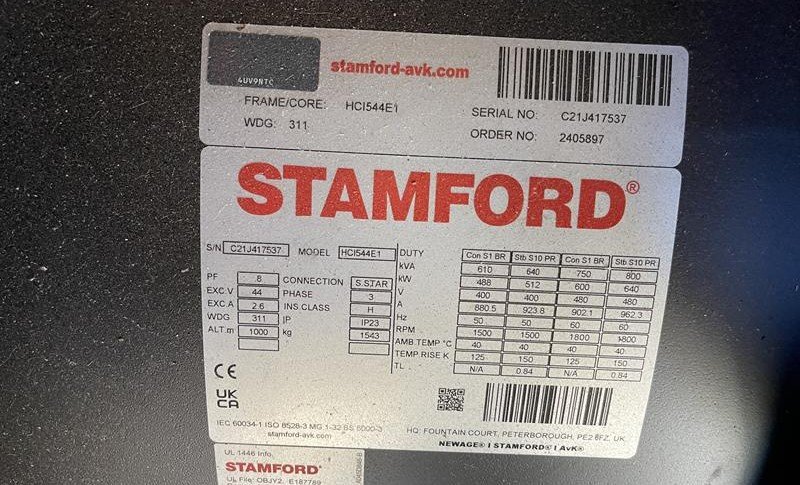 4UV9NTC
stamford-avk.com
FRAME/CORE: HCI544E1
WDG: 311
SERIAL NO: C21J417537
ORDER NO: 2405897
STAMFORD®
S/N C21J417537 MODEL HCI544E1
PF .8 CONNECTION S.STAR
EXC.V 44 PHASE 3
EXC A 2.6 INS.CLASS H
WDG 311 IP IP23
ALT.m 1000 kg 1543
DUTY Con S1 BR Stb S10 PR Con S1 BR Stb S10 PR
kVA 610 640 750 800
kW 488 512 600 640
V 400 400 480 480
A 880.5 923.8 902.1 962.3
Hz 50 50 60 60
RPM 1500 1500 1800 1800
AMB.TEMP °C 40 40 40 40
TEMP.RISE K 125 150 125 150
TL N/A 0.84 N/A 0.84
CE
UK
CA
IEC 60034-1 ISO 8528-3 MG 1-32 BS 5000-3
stamford-avk.com
HQ: FOUNTAIN COURT, PETERBOROUGH, PE2 6FZ, UK
NEWAGE® I STAMFORD® I AvK®
UL 1446 Info.
STAMFORD®
UL File: OBJY2. E187789